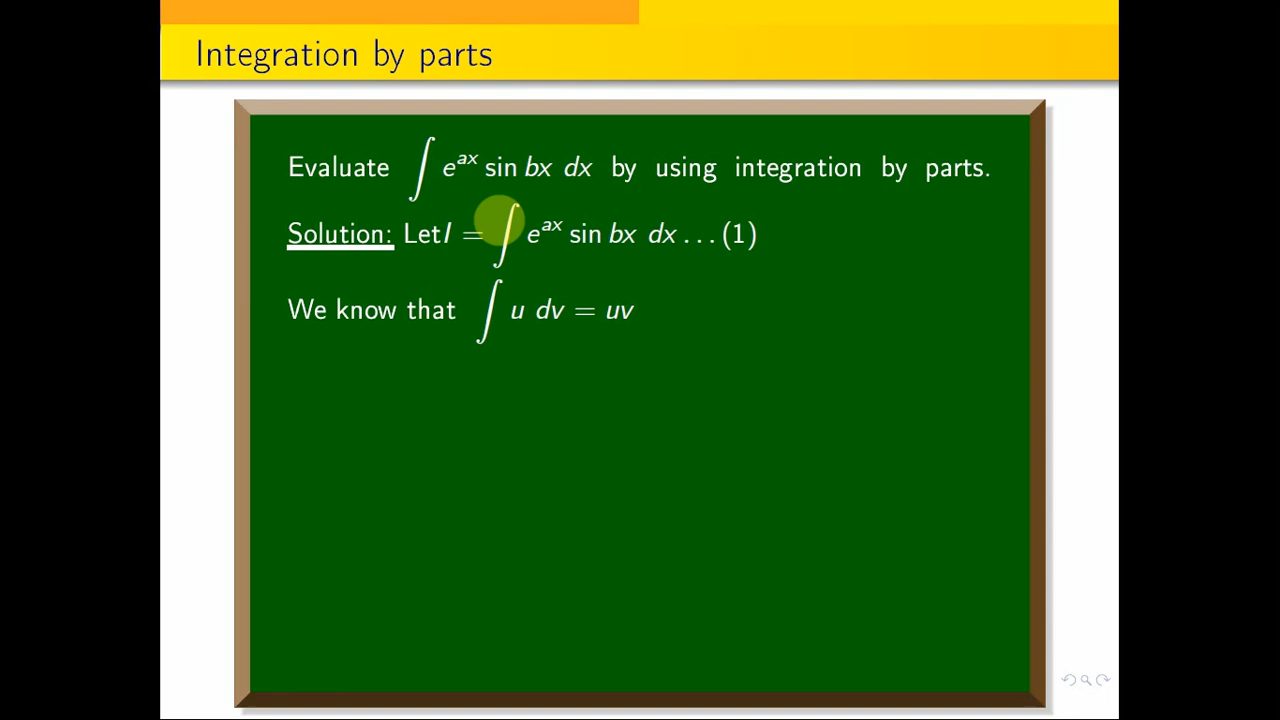 Integration by parts
Evaluate ∫ e^{ax} sin bx dx by using integration by parts.
Solution: Let I = ∫ e^{ax} sin bx dx . . . (1)
We know that ∫ u dv = uv